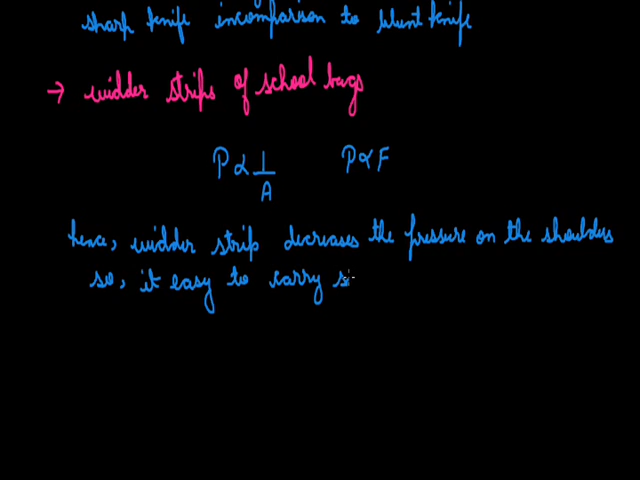 sharp knife incomparison to blunt knife
→ widder strips of school bags
P ∝ 1/A P ∝ F
hence, widder strip decreases the pressure on the shoulders
so, it easy to carry s